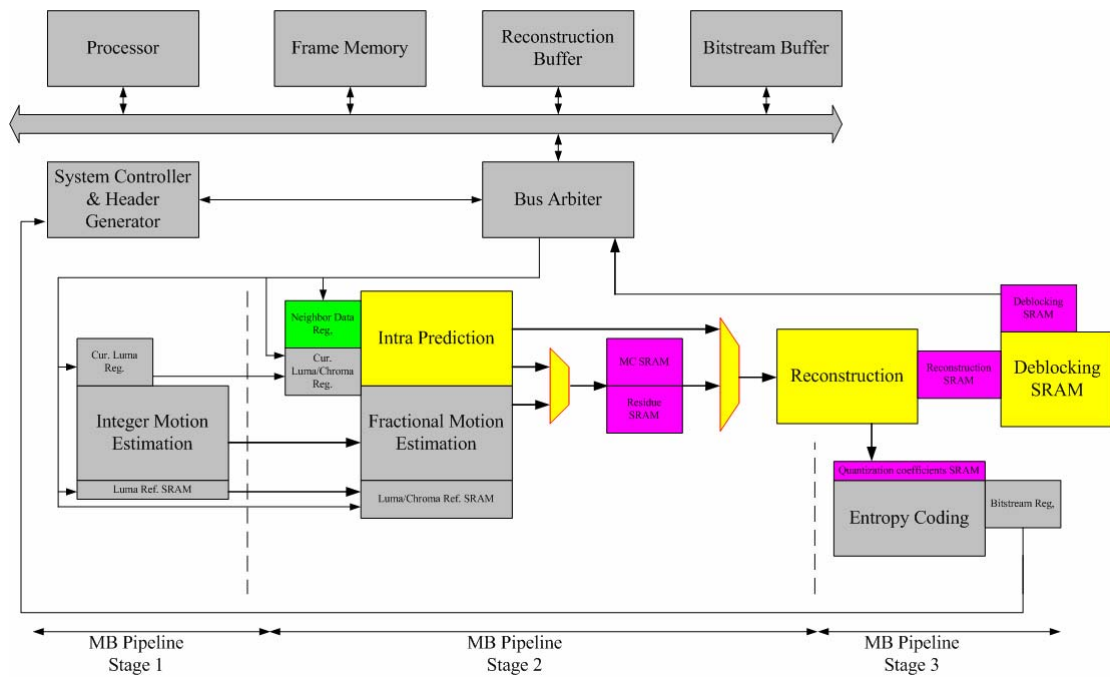 Processor
Frame Memory
Reconstruction
Buffer
Bitstream Buffer
System Controller
& Header
Generator
Bus Arbiter
Neighbor Data
Reg,
Intra Prediction
Deblocking
SRAM
Cur. Luma
Reg.
Cur.
Luma/Chroma
Reg.
MC SRAM
Residue
SRAM
Reconstruction
Reconstruction
SRAM
Deblocking
SRAM
Integer Motion
Estimation
Fractional Motion
Estimation
Luma Ref. SRAM
Luma/Chroma Ref. SRAM
Quantization coefficients SRAM
Entropy Coding
Bitstream Reg,
MB Pipeline
Stage 1
MB Pipeline
Stage 2
MB Pipeline
Stage 3